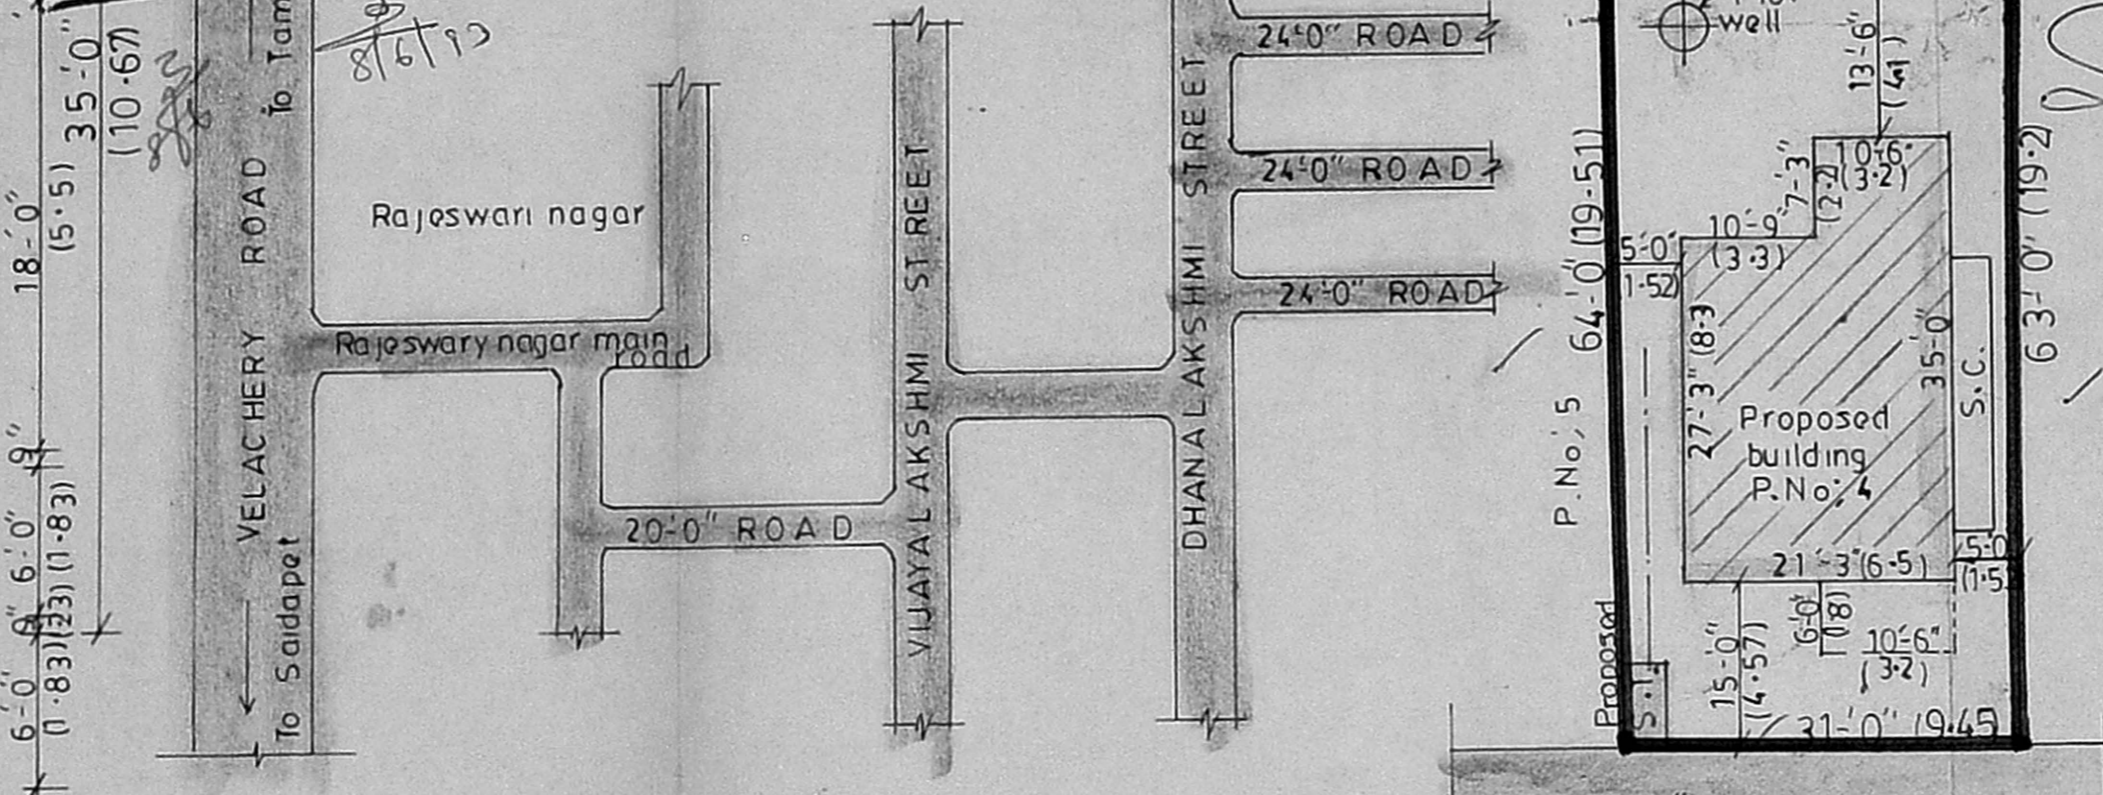 18'-0"
(5.5)
35'-0"
(10.67)
9"
6'-0"
(1.83)
9"
(.23)
6'-0"
(1.83)
To Tam
VELACHERY ROAD
To Saidapet
8/6/93
Rajeswari nagar
Rajeswary nagar main
road
20'-0" ROAD
VIJAYALAKSHMI STREET
DHANALAKSHMI STREET
24'-0" ROAD
24'-0" ROAD
24'-0" ROAD
P.No; 5
64'-0" (19.51)
well
13'-6"
10'-6"
(3.2)
7'-3"
(2.2)
10'-9"
(3.3)
5'-0"
1.52)
27'-3" (8.3
35'-0"
S.C.
63'-0" (19.2)
Proposed
building
P.No: 4
21'-3" (6.5)
5'-0
(1.5
6'-0"
(1.8)
10'-6"
(3.2)
15'-0"
(4.57)
Proposed
S.T.
31'-0" (9.45)